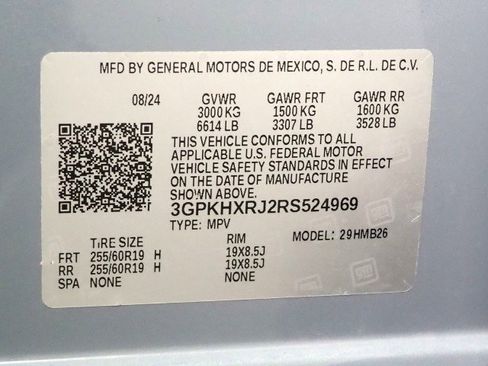 MFD BY GENERAL MOTORS DE MEXICO, S. DE R.L. DE C.V.
08/24 GVWR GAWR FRT GAWR RR
3000 KG 1500 KG 1600 KG
6614 LB 3307 LB 3528 LB
THIS VEHICLE CONFORMS TO ALL
APPLICABLE U.S. FEDERAL MOTOR
VEHICLE SAFETY STANDARDS IN EFFECT
ON THE DATE OF MANUFACTURE
SHOWN ABOVE.
3GPKHXRJ2RS524969
TYPE: MPV
TIRE SIZE RIM MODEL: 29HMB26
FRT 255/60R19 H 19X8.5J
RR 255/60R19 H 19X8.5J
SPA NONE NONE